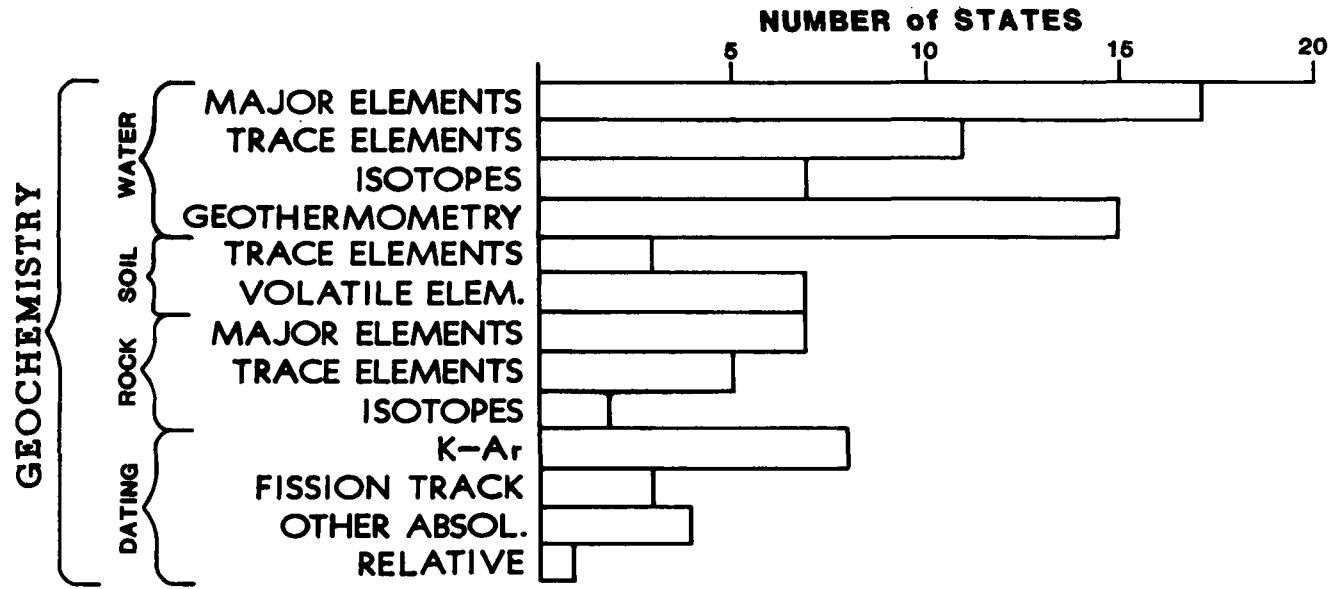 NUMBER of STATES
5 10 15 20
GEOCHEMISTRY
WATER
MAJOR ELEMENTS
TRACE ELEMENTS
ISOTOPES
GEOTHERMOMETRY
SOIL
TRACE ELEMENTS
VOLATILE ELEM.
ROCK
MAJOR ELEMENTS
TRACE ELEMENTS
ISOTOPES
DATING
K-Ar
FISSION TRACK
OTHER ABSOL.
RELATIVE